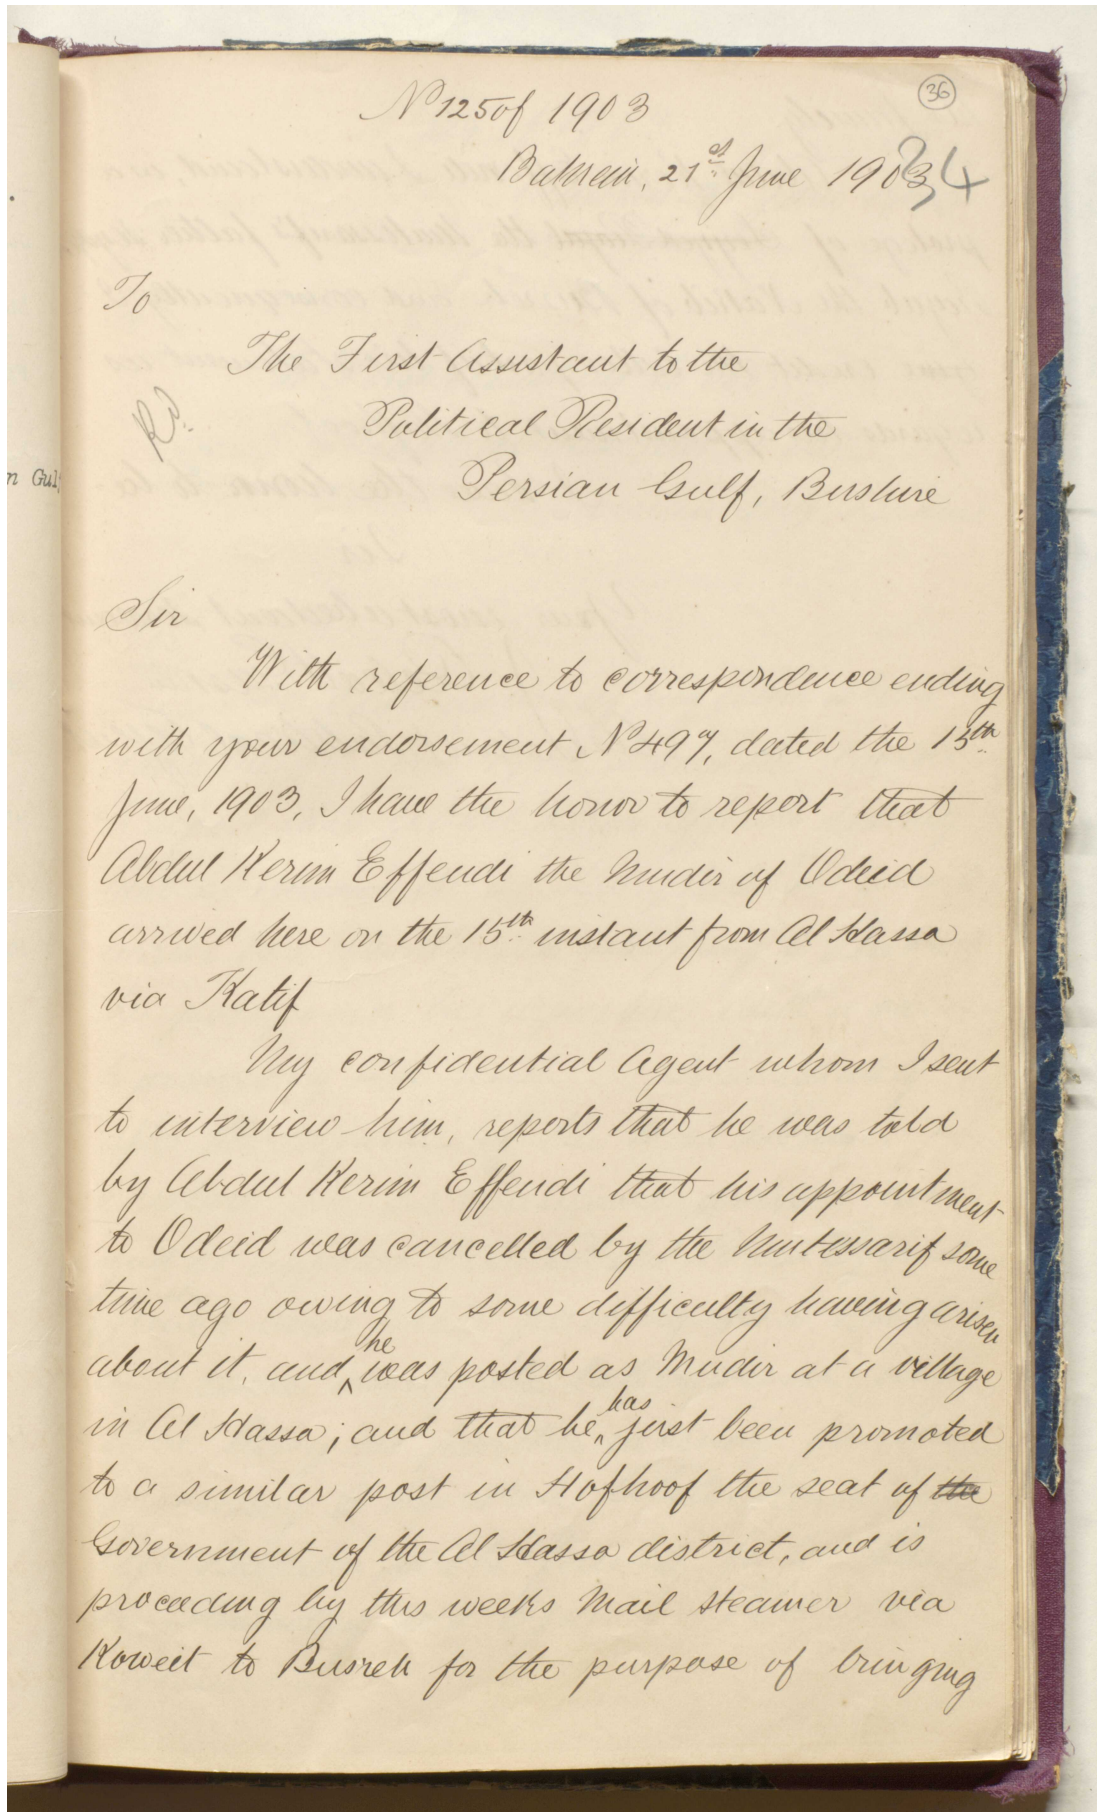 36
No 125 of 1903
Bahrein, 21st June 1903
34
To
The First Assistant to the
Political Resident in the
Persian Gulf, Bushire
n Gulf
Sir
With reference to correspondence ending
with your endorsement No 497, dated the 13th
June, 1903, I have the honor to report that
Abdul Kerim Effendi the Mudir of Odeid
arrived here on the 15th instant from Al Hassa
via Katif
My confidential Agent whom I sent
to interview him, reports that he was told
by Abdul Kerim Effendi that his appointment
to Odeid was cancelled by the Mutessarif some
time ago owing to some difficulty having arisen
about it, and he was posted as Mudir at a village
in Al Hassa; and that he has just been promoted
to a similar post in Hofhoof the seat of the
Government of the Al Hassa district, and is
proceeding by this weeks Mail steamer via
Koweit to Busreh for the purpose of bringing